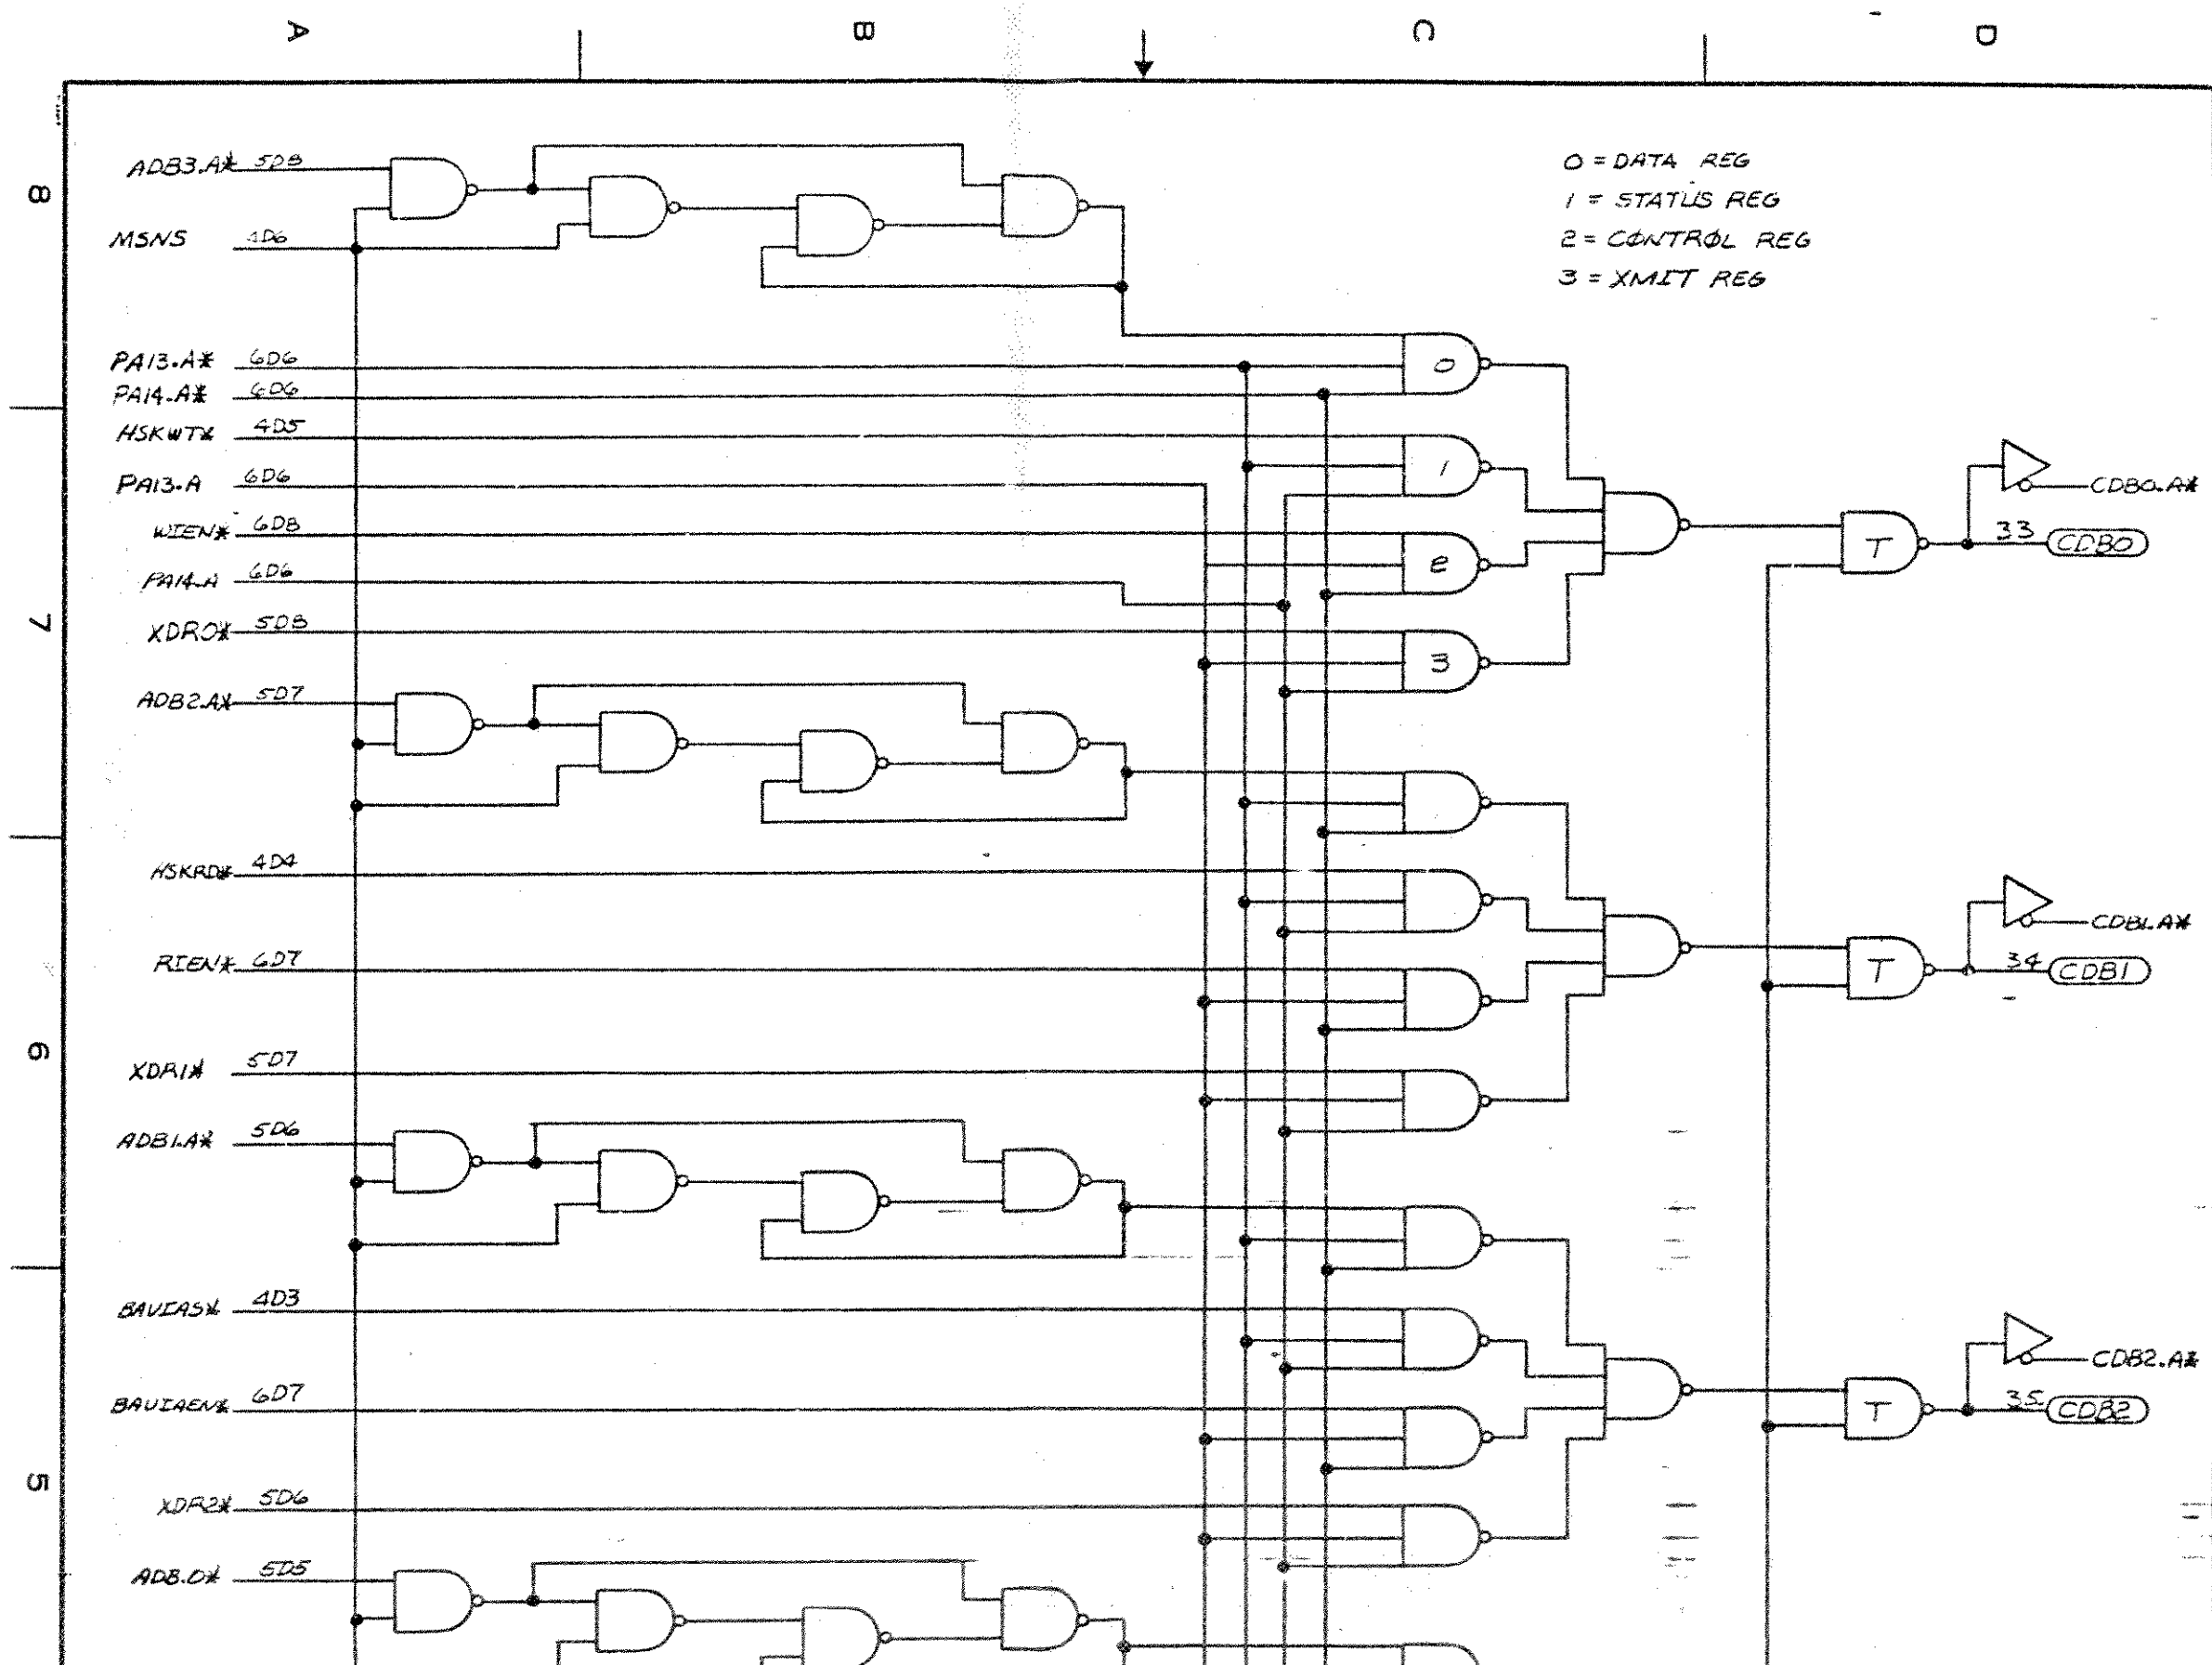 A B C D
8
ADB3.A* 5D8
MSNS 4D6
0 = DATA REG
1 = STATUS REG
2 = CØNTRØL REG
3 = XMIT REG
PA13.A* 6D6
0
PA14.A* 6D6
HSKWT* 4D5
1
PA13.A 6D6
CDB0.A*
WIEN* 6D8
T
33
CDB0
2
PA14.A 6D6
7
XDR0* 5D8
3
ADB2.A* 5D7
HSKRD* 4D4
CDB1.A*
RIEN* 6D7
T
34
CDB1
6
XDR1* 5D7
ADB1.A* 5D6
BAUIAS* 4D3
CDB2.A*
BAUIAEN* 6D7
T
35
CDB2
5
XDR2* 5D6
ADB.0* 5D5